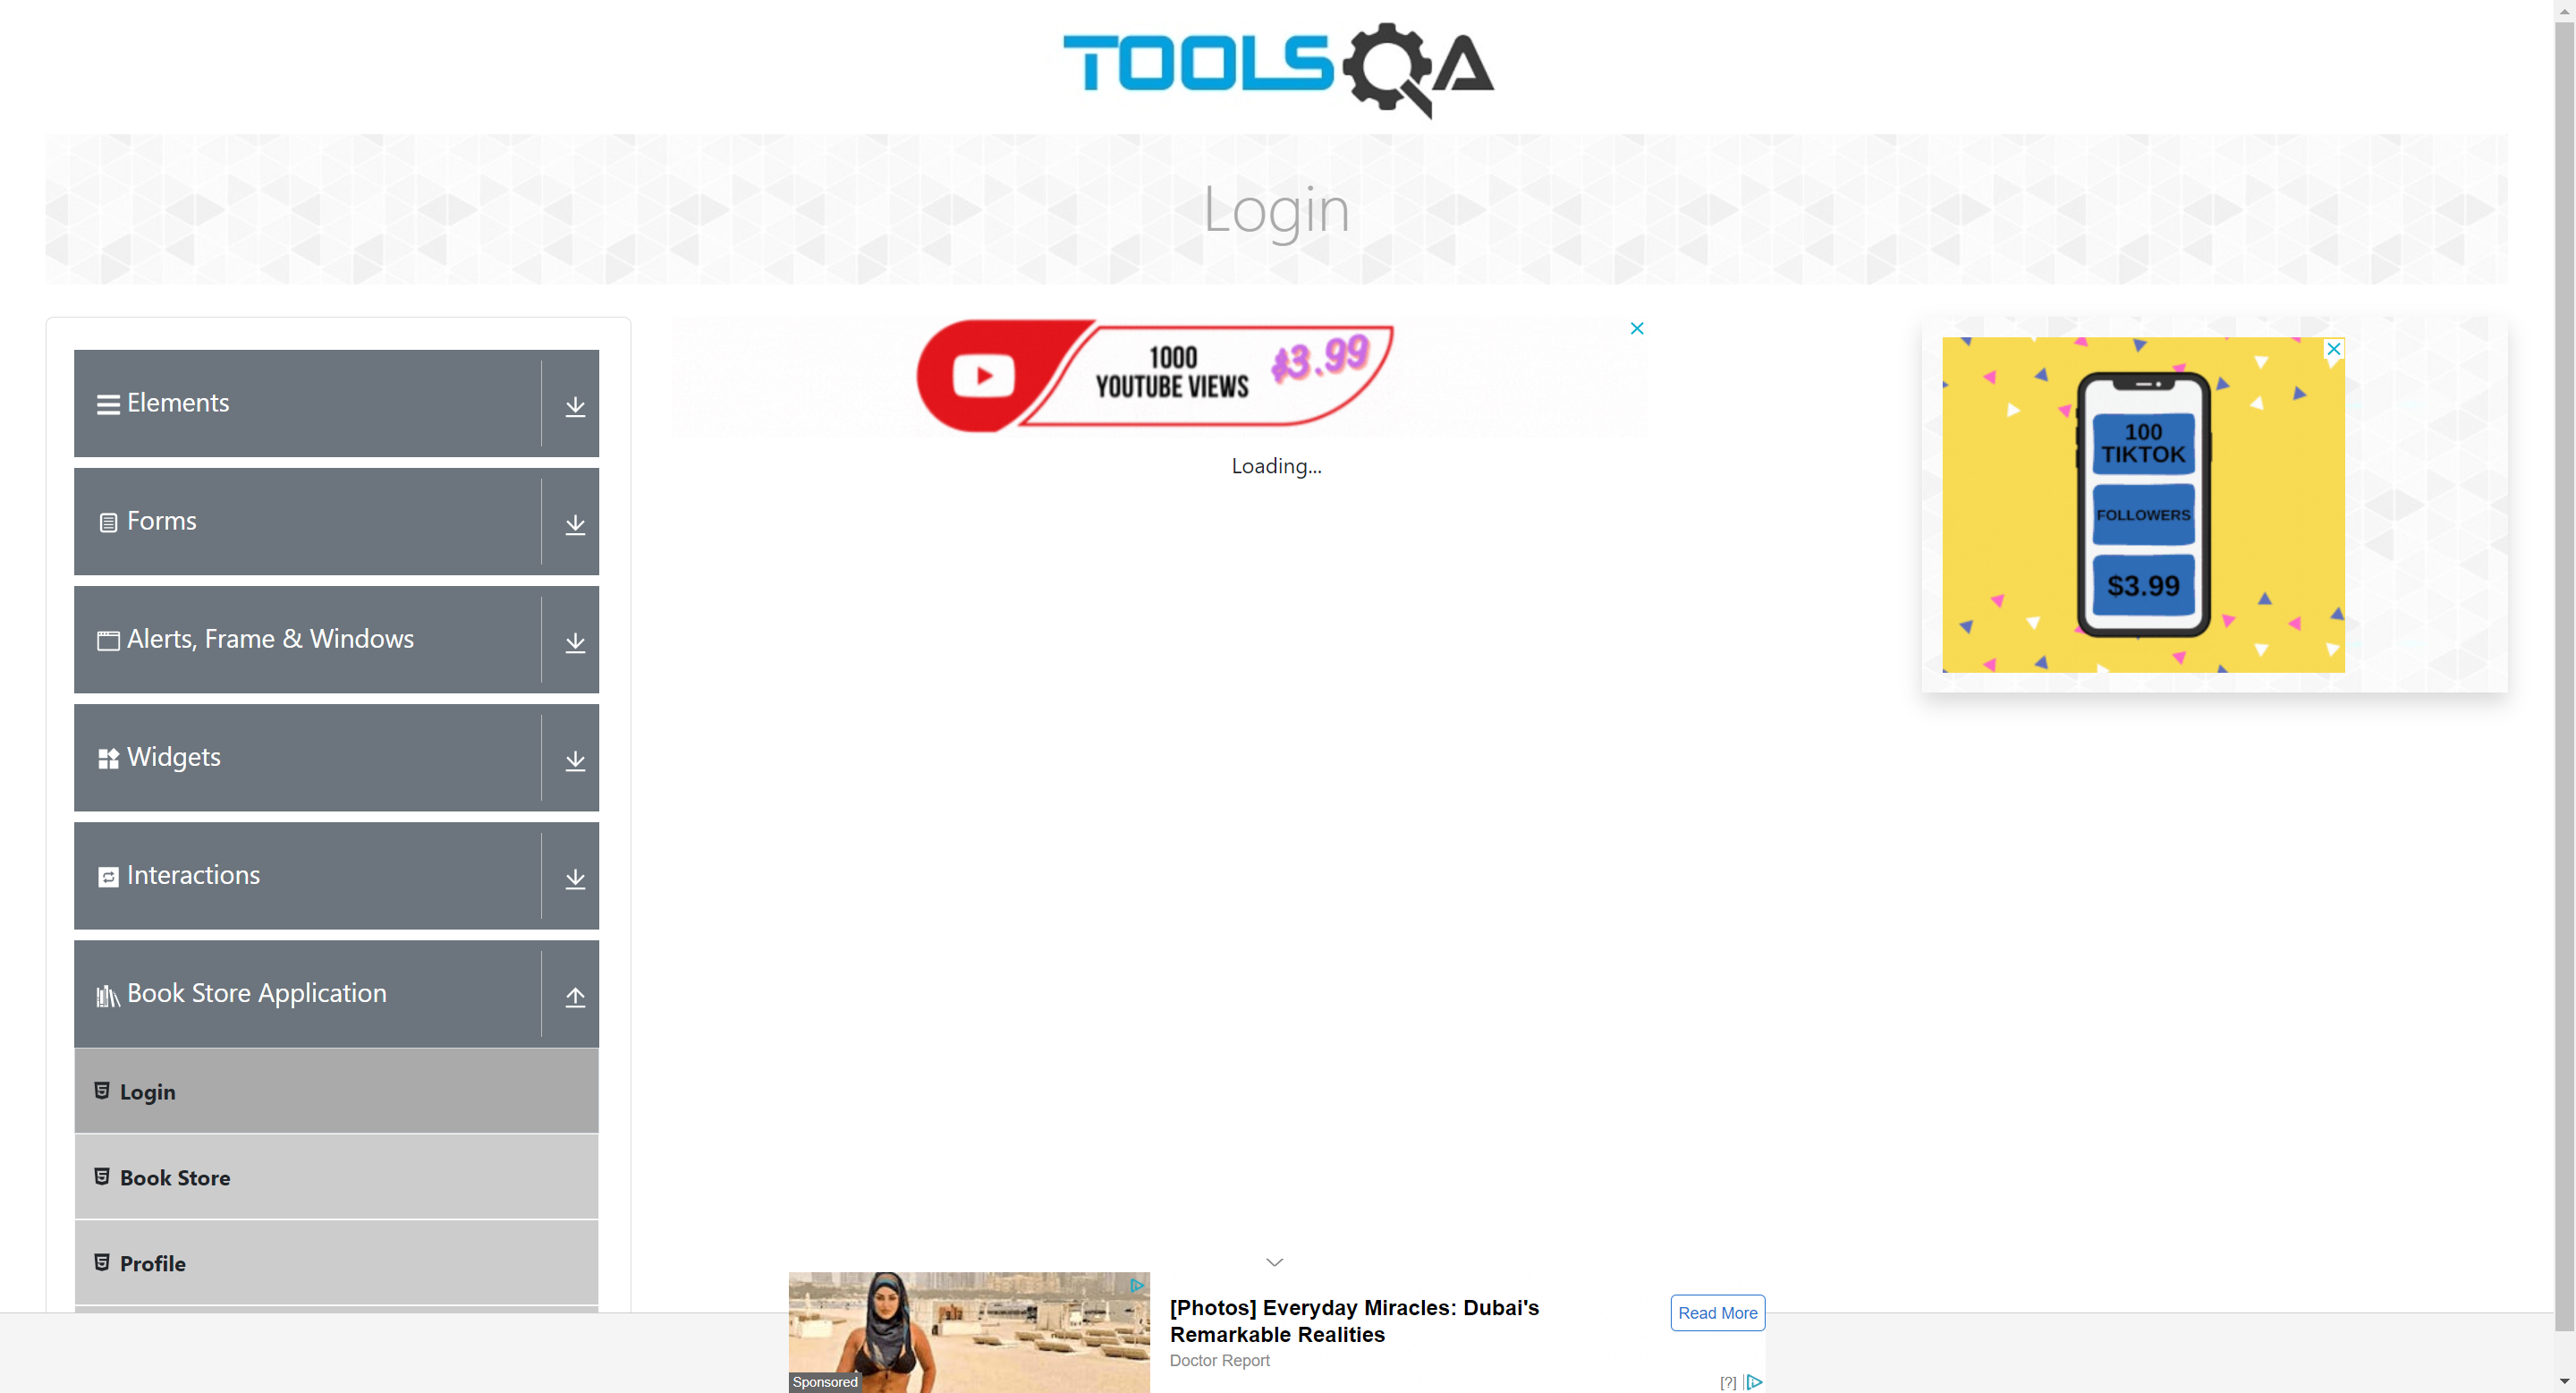 TOOLSQA
Login
Elements
Forms
Alerts, Frame & Windows
Widgets
Interactions
Book Store Application
Login
Book Store
Profile
1000
YOUTUBE VIEWS
$3.99
Loading...
100
TIKTOK
FOLLOWERS
$3.99
[Photos] Everyday Miracles: Dubai's
Remarkable Realities
Doctor Report
Read More
Sponsored
[?]